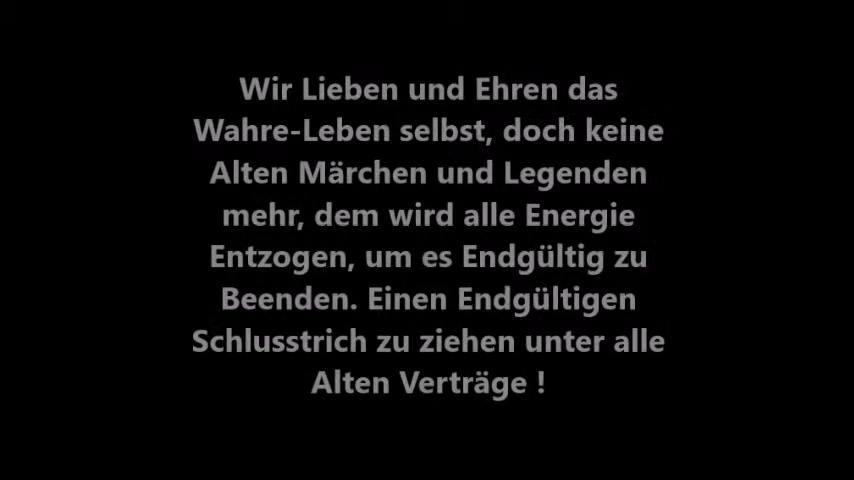 Wir Lieben und Ehren das
Wahre-Leben selbst, doch keine
Alten Märchen und Legenden
mehr, dem wird alle Energie
Entzogen, um es Endgültig zu
Beenden. Einen Endgültigen
Schlusstrich zu ziehen unter alle
Alten Verträge !